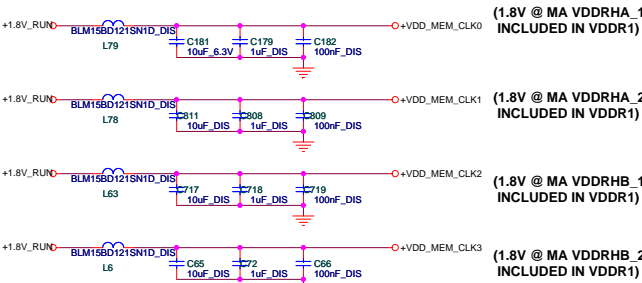 +1.8V_RUN
BLM15BD121SN1D_DIS
L79
C181
10uF_6.3V
C179
1uF_DIS
C182
100nF_DIS
+VDD_MEM_CLK0
(1.8V @ MA VDDRHA_1
INCLUDED IN VDDR1)
+1.8V_RUN
BLM15BD121SN1D_DIS
L78
C811
10uF_DIS
C808
1uF_DIS
C809
100nF_DIS
+VDD_MEM_CLK1
(1.8V @ MA VDDRHA_2
INCLUDED IN VDDR1)
+1.8V_RUN
BLM15BD121SN1D_DIS
L63
C717
10uF_DIS
C718
1uF_DIS
C719
100nF_DIS
+VDD_MEM_CLK2
(1.8V @ MA VDDRHB_1
INCLUDED IN VDDR1)
+1.8V_RUN
BLM15BD121SN1D_DIS
L6
C65
10uF_DIS
C72
1uF_DIS
C66
100nF_DIS
+VDD_MEM_CLK3
(1.8V @ MA VDDRHB_2
INCLUDED IN VDDR1)